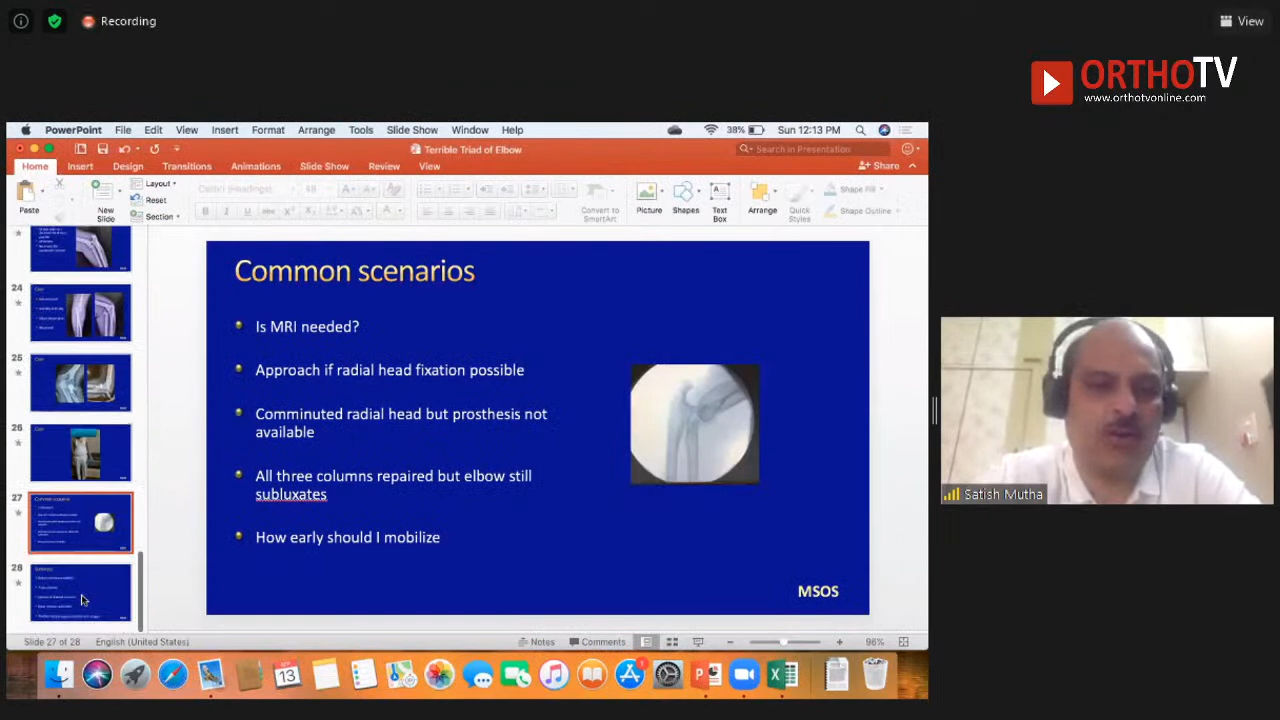 Recording
View
ORTHOTV
www.orthotvonline.com
PowerPoint File Edit View Insert Format Arrange Tools Slide Show Window Help
38% Sun 12:13 PM
Terrible Triad of Elbow
Search in Presentation
Home Insert Design Transitions Animations Slide Show Review View
Share
Paste
New Slide
Layout
Reset
Section
Convert to SmartArt
Picture
Shapes
Text Box
Arrange
Quick Styles
Shape Fill
Shape Outline
24
25
26
27
28
Common scenarios
Is MRI needed?
Approach if radial head fixation possible
Comminuted radial head but prosthesis not
available
All three columns repaired but elbow still
subluxates
How early should I mobilize
MSOS
Satish Mutha
Slide 27 of 28 English (United States)
Notes Comments 96%
13